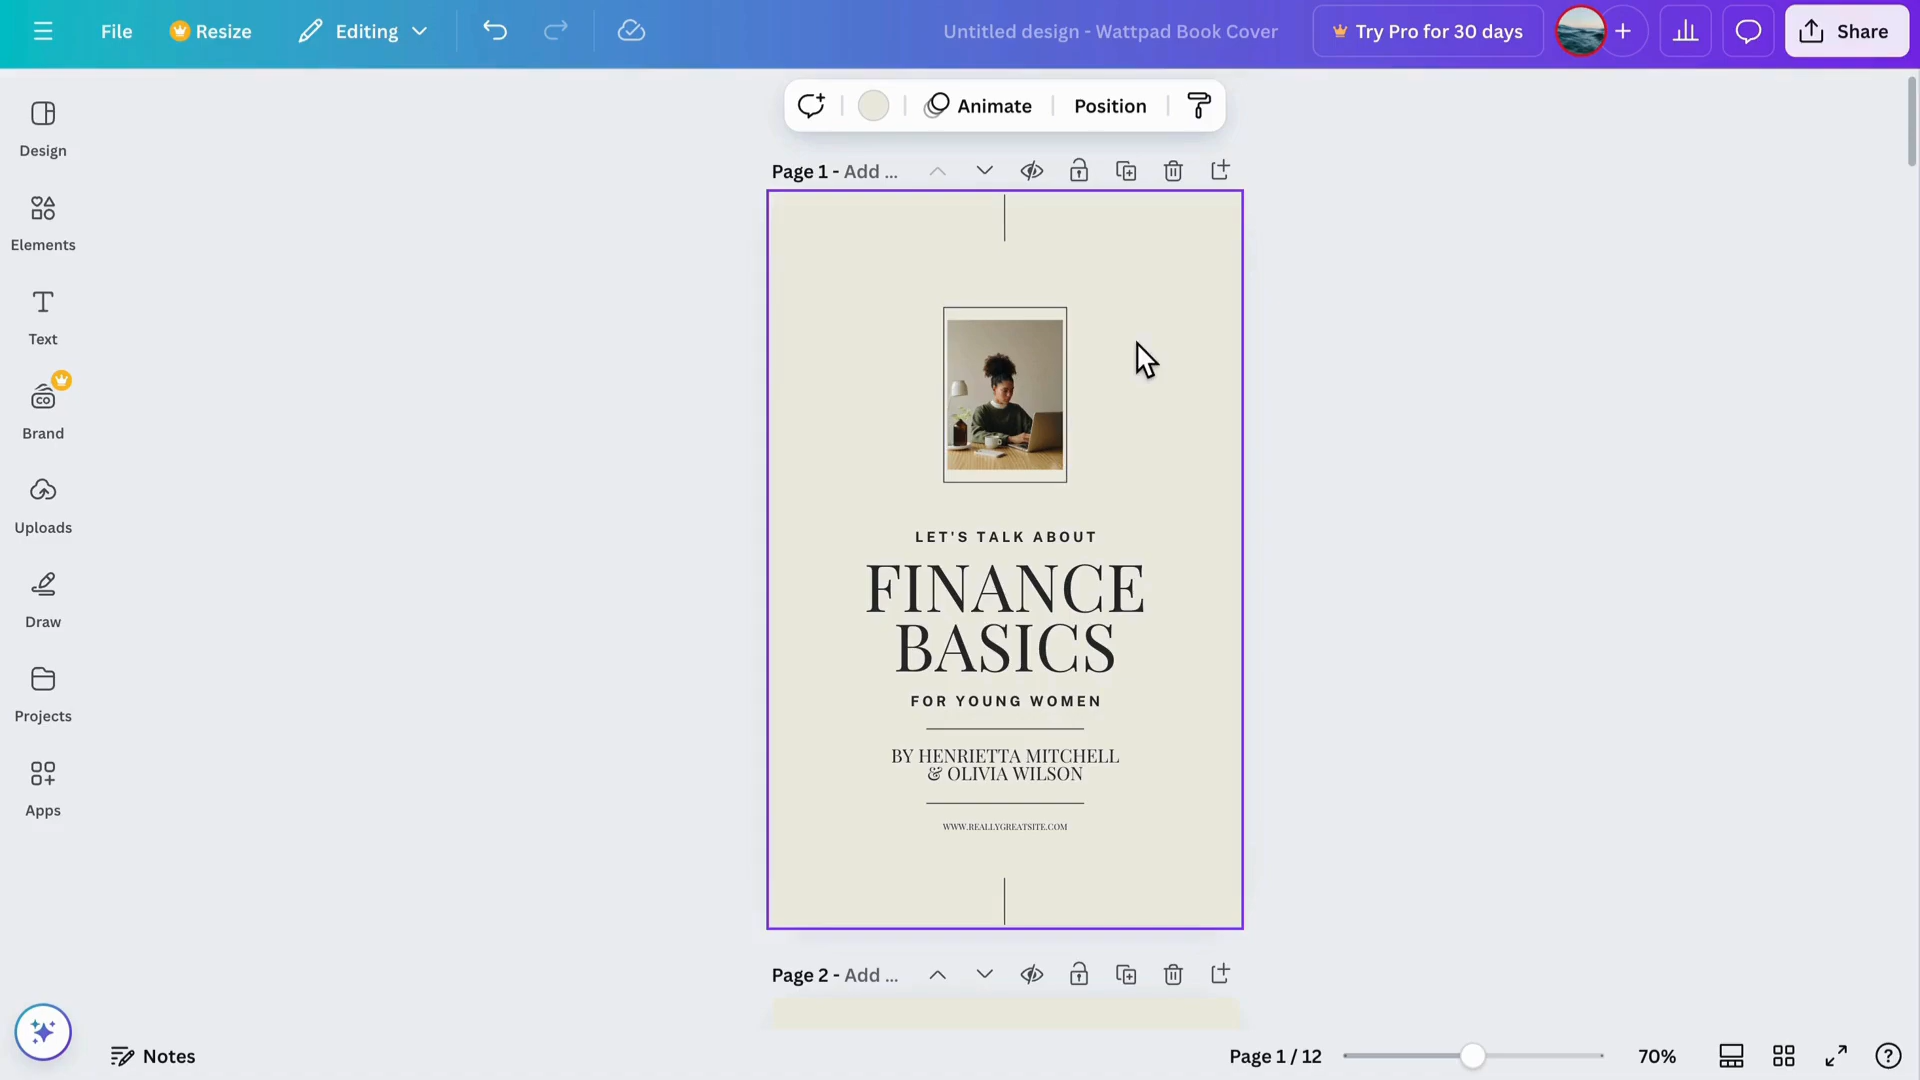 File
Resize
Editing
Untitled design - Wattpad Book Cover
Try Pro for 30 days
Share
Design
Elements
Text
Brand
Uploads
Draw
Projects
Apps
Animate
Position
Page 1 - Add ...
LET'S TALK ABOUT
FINANCE
BASICS
FOR YOUNG WOMEN
BY HENRIETTA MITCHELL
& OLIVIA WILSON
WWW.REALLYGREATSITE.COM
Page 2 - Add ...
Notes
Page 1 / 12
70%